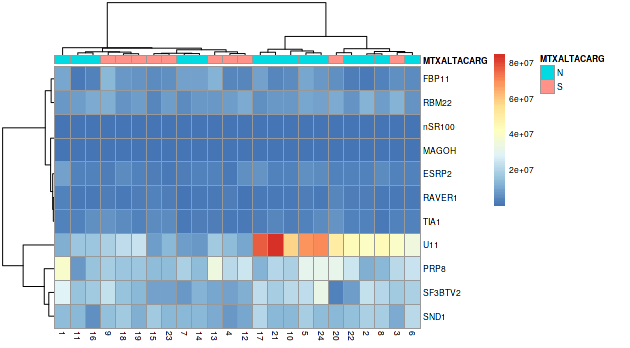 MTXALTACARG
FBP11
RBM22
nSR100
MAGOH
ESRP2
RAVER1
TIA1
U11
PRP8
SF3BTV2
SND1
1 11 16 9 18 19 15 23 7 14 13 4 12 17 21 10 5 24 20 22 2 8 3 6
8e+07
6e+07
4e+07
2e+07
MTXALTACARG
N
S